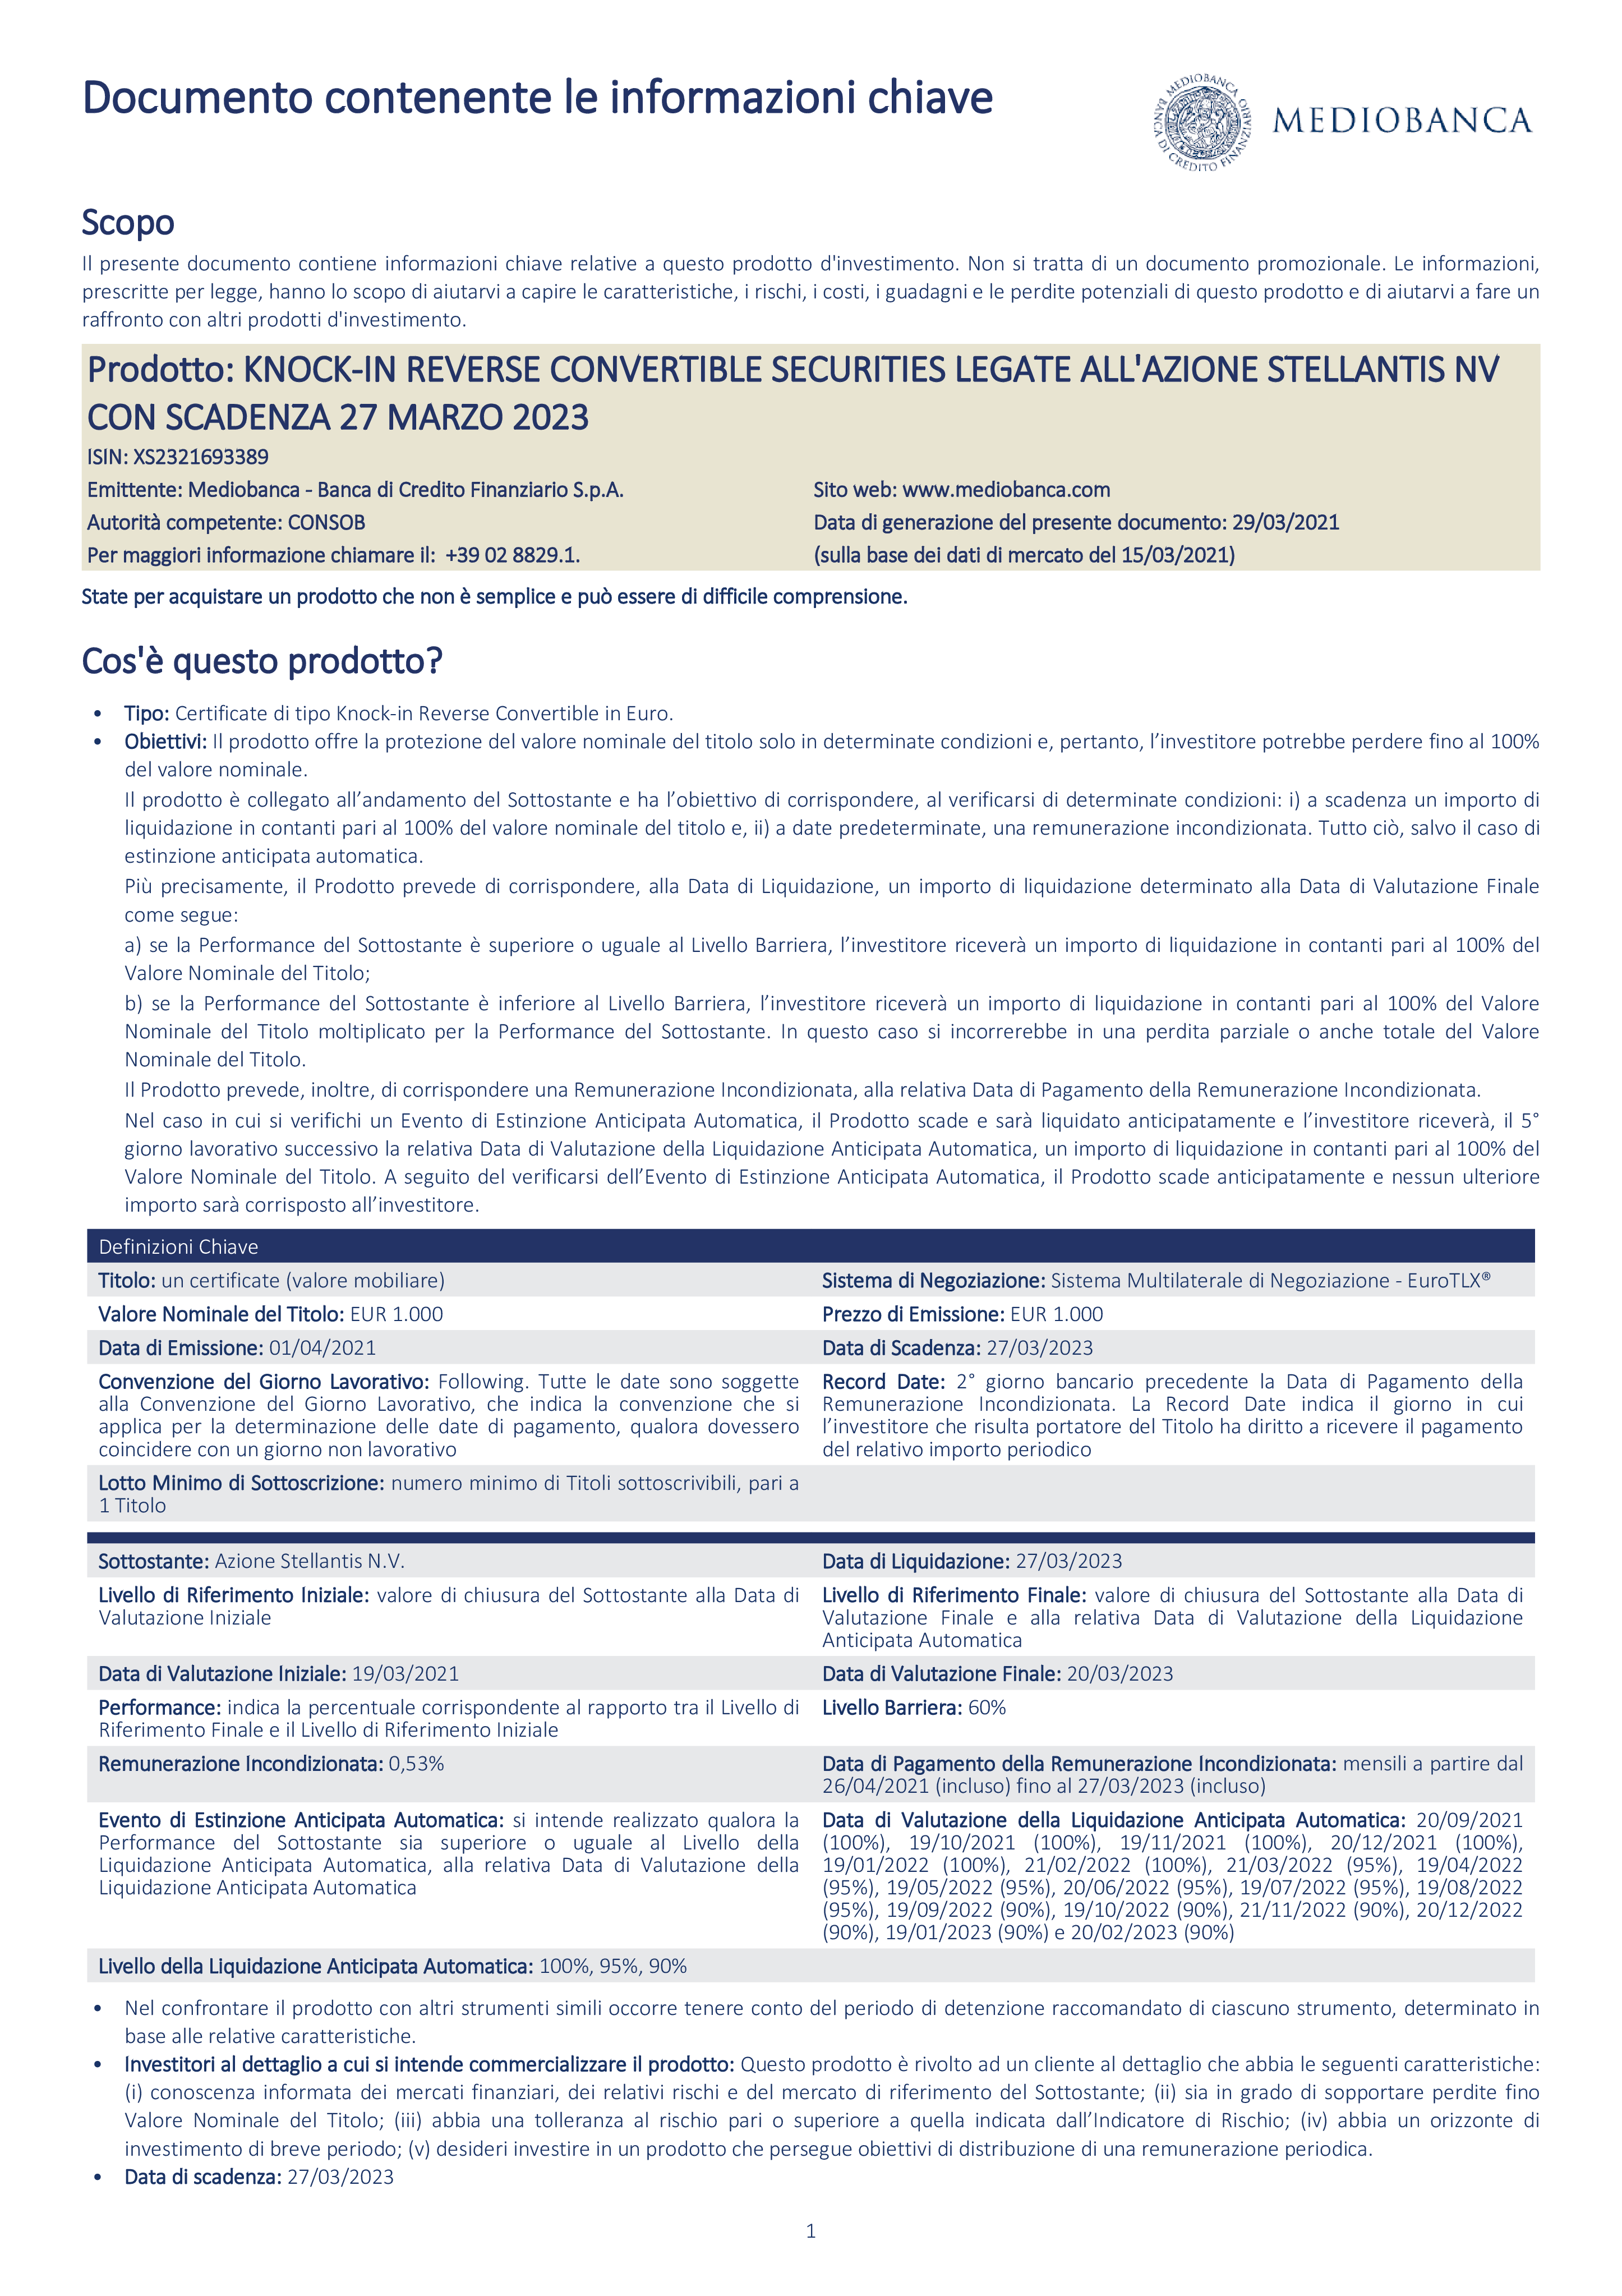 Documento contenente le informazioni chiave
MEDIOBANCA
BANCA DI CREDITO FINANZIARIO
MEDIOBANCA
Scopo
Il presente documento contiene informazioni chiave relative a questo prodotto d'investimento. Non si tratta di un documento promozionale. Le informazioni,
prescritte per legge, hanno lo scopo di aiutarvi a capire le caratteristiche, i rischi, i costi, i guadagni e le perdite potenziali di questo prodotto e di aiutarvi a fare un
raffronto con altri prodotti d'investimento.
Prodotto: KNOCK-IN REVERSE CONVERTIBLE SECURITIES LEGATE ALL'AZIONE STELLANTIS NV
CON SCADENZA 27 MARZO 2023
ISIN: XS2321693389
Emittente: Mediobanca - Banca di Credito Finanziario S.p.A.
Sito web: www.mediobanca.com
Autorità competente: CONSOB
Data di generazione del presente documento: 29/03/2021
Per maggiori informazione chiamare il:  +39 02 8829.1.
(sulla base dei dati di mercato del 15/03/2021)
State per acquistare un prodotto che non è semplice e può essere di difficile comprensione.
Cos'è questo prodotto?
• Tipo: Certificate di tipo Knock-in Reverse Convertible in Euro.
• Obiettivi: Il prodotto offre la protezione del valore nominale del titolo solo in determinate condizioni e, pertanto, l’investitore potrebbe perdere fino al 100%
del valore nominale.
Il prodotto è collegato all’andamento del Sottostante e ha l’obiettivo di corrispondere, al verificarsi di determinate condizioni: i) a scadenza un importo di
liquidazione in contanti pari al 100% del valore nominale del titolo e, ii) a date predeterminate, una remunerazione incondizionata. Tutto ciò, salvo il caso di
estinzione anticipata automatica.
Più precisamente, il Prodotto prevede di corrispondere, alla Data di Liquidazione, un importo di liquidazione determinato alla Data di Valutazione Finale
come segue:
a) se la Performance del Sottostante è superiore o uguale al Livello Barriera, l’investitore riceverà un importo di liquidazione in contanti pari al 100% del
Valore Nominale del Titolo;
b) se la Performance del Sottostante è inferiore al Livello Barriera, l’investitore riceverà un importo di liquidazione in contanti pari al 100% del Valore
Nominale del Titolo moltiplicato per la Performance del Sottostante. In questo caso si incorrerebbe in una perdita parziale o anche totale del Valore
Nominale del Titolo.
Il Prodotto prevede, inoltre, di corrispondere una Remunerazione Incondizionata, alla relativa Data di Pagamento della Remunerazione Incondizionata.
Nel caso in cui si verifichi un Evento di Estinzione Anticipata Automatica, il Prodotto scade e sarà liquidato anticipatamente e l’investitore riceverà, il 5°
giorno lavorativo successivo la relativa Data di Valutazione della Liquidazione Anticipata Automatica, un importo di liquidazione in contanti pari al 100% del
Valore Nominale del Titolo. A seguito del verificarsi dell’Evento di Estinzione Anticipata Automatica, il Prodotto scade anticipatamente e nessun ulteriore
importo sarà corrisposto all’investitore.
Definizioni Chiave
Titolo: un certificate (valore mobiliare)
Sistema di Negoziazione: Sistema Multilaterale di Negoziazione - EuroTLX®
Valore Nominale del Titolo: EUR 1.000
Prezzo di Emissione: EUR 1.000
Data di Emissione: 01/04/2021
Data di Scadenza: 27/03/2023
Convenzione del Giorno Lavorativo: Following. Tutte le date sono soggette
alla Convenzione del Giorno Lavorativo, che indica la convenzione che si
applica per la determinazione delle date di pagamento, qualora dovessero
coincidere con un giorno non lavorativo
Record Date: 2° giorno bancario precedente la Data di Pagamento della
Remunerazione Incondizionata. La Record Date indica il giorno in cui
l’investitore che risulta portatore del Titolo ha diritto a ricevere il pagamento
del relativo importo periodico
Lotto Minimo di Sottoscrizione: numero minimo di Titoli sottoscrivibili, pari a
1 Titolo
Sottostante: Azione Stellantis N.V.
Data di Liquidazione: 27/03/2023
Livello di Riferimento Iniziale: valore di chiusura del Sottostante alla Data di
Valutazione Iniziale
Livello di Riferimento Finale: valore di chiusura del Sottostante alla Data di
Valutazione Finale e alla relativa Data di Valutazione della Liquidazione
Anticipata Automatica
Data di Valutazione Iniziale: 19/03/2021
Data di Valutazione Finale: 20/03/2023
Performance: indica la percentuale corrispondente al rapporto tra il Livello di
Riferimento Finale e il Livello di Riferimento Iniziale
Livello Barriera: 60%
Remunerazione Incondizionata: 0,53%
Data di Pagamento della Remunerazione Incondizionata: mensili a partire dal
26/04/2021 (incluso) fino al 27/03/2023 (incluso)
Evento di Estinzione Anticipata Automatica: si intende realizzato qualora la
Performance del Sottostante sia superiore o uguale al Livello della
Liquidazione Anticipata Automatica, alla relativa Data di Valutazione della
Liquidazione Anticipata Automatica
Data di Valutazione della Liquidazione Anticipata Automatica: 20/09/2021
(100%), 19/10/2021 (100%), 19/11/2021 (100%), 20/12/2021 (100%),
19/01/2022 (100%), 21/02/2022 (100%), 21/03/2022 (95%), 19/04/2022
(95%), 19/05/2022 (95%), 20/06/2022 (95%), 19/07/2022 (95%), 19/08/2022
(95%), 19/09/2022 (90%), 19/10/2022 (90%), 21/11/2022 (90%), 20/12/2022
(90%), 19/01/2023 (90%) e 20/02/2023 (90%)
Livello della Liquidazione Anticipata Automatica: 100%, 95%, 90%
• Nel confrontare il prodotto con altri strumenti simili occorre tenere conto del periodo di detenzione raccomandato di ciascuno strumento, determinato in
base alle relative caratteristiche.
• Investitori al dettaglio a cui si intende commercializzare il prodotto: Questo prodotto è rivolto ad un cliente al dettaglio che abbia le seguenti caratteristiche:
(i) conoscenza informata dei mercati finanziari, dei relativi rischi e del mercato di riferimento del Sottostante; (ii) sia in grado di sopportare perdite fino
Valore Nominale del Titolo; (iii) abbia una tolleranza al rischio pari o superiore a quella indicata dall’Indicatore di Rischio; (iv) abbia un orizzonte di
investimento di breve periodo; (v) desideri investire in un prodotto che persegue obiettivi di distribuzione di una remunerazione periodica.
• Data di scadenza: 27/03/2023
1